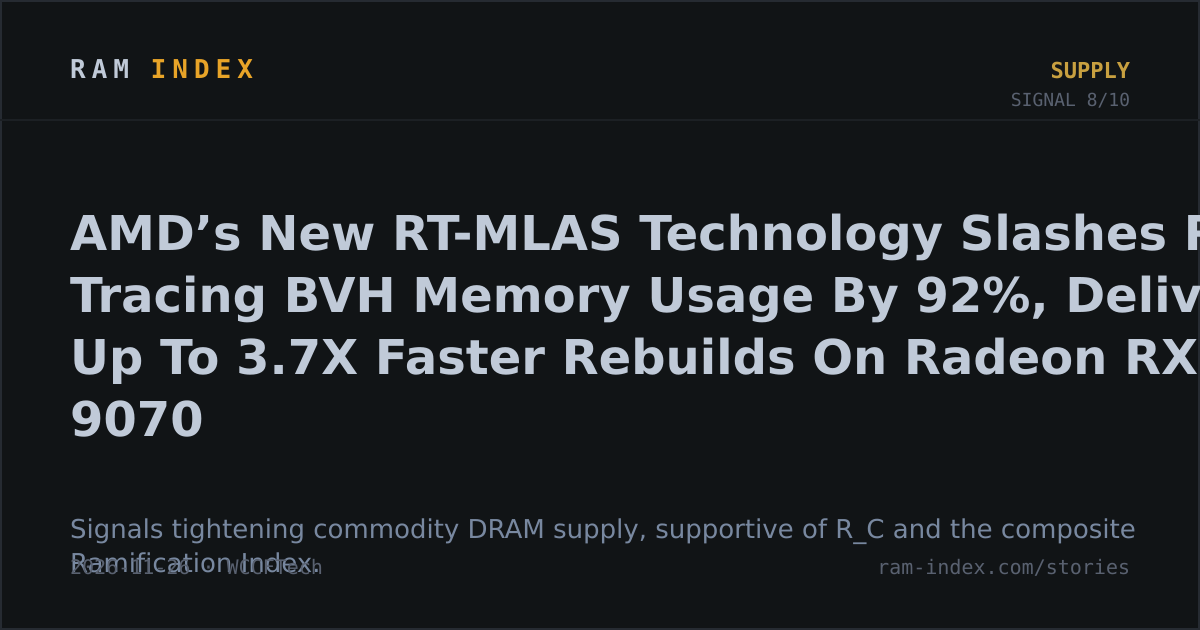 RAM INDEX
SUPPLY
SIGNAL 8/10
AMD’s New RT-MLAS Technology Slashes
Tracing BVH Memory Usage By 92%, Deliv
Up To 3.7X Faster Rebuilds On Radeon RX
9070
Signals tightening commodity DRAM supply, supportive of R_C and the composite
Ramification Index.
WCCFTech
ram-index.com/stories